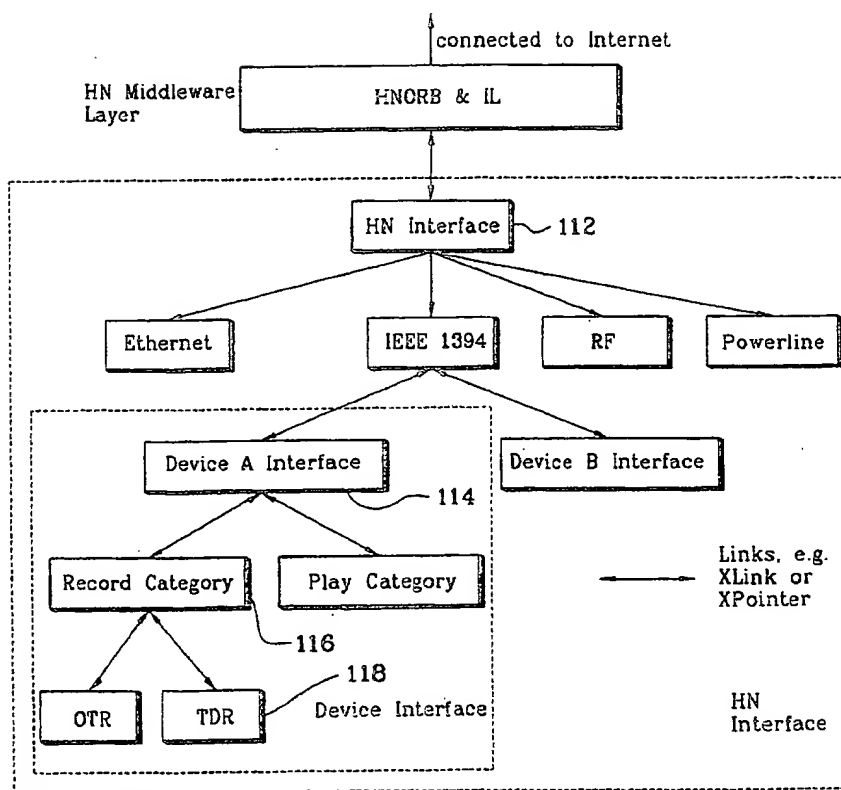 connected to Internet
HN Middleware
Layer
HNORB & IL
HN Interface
112
Ethernet
IEEE 1394
RF
Powerline
Device A Interface
Device B Interface
114
Record Category
Play Category
Links, e.g.
XLink or
XPointer
116
118
OTR
TDR
Device Interface
HN
Interface